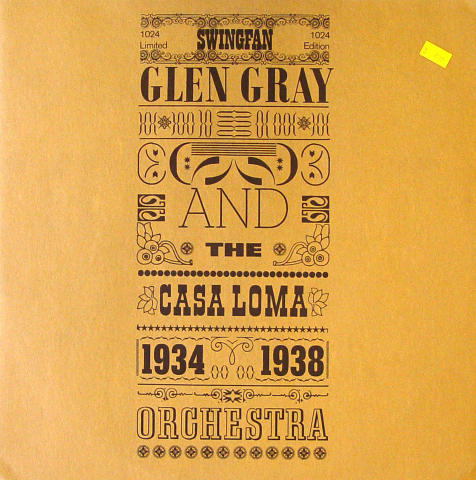 1024 SWINGFAN 1024
Limited Edition
GLEN GRAY
AND
THE
CASA LOMA
1934 1938
ORCHESTRA